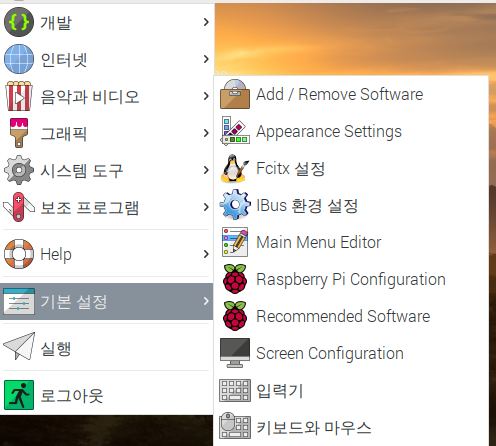 개발
인터넷
음악과 비디오
그래픽
시스템 도구
보조 프로그램
Help
기본 설정
실행
로그아웃
Add / Remove Software
Appearance Settings
Fcitx 설정
IBus 환경 설정
Main Menu Editor
Raspberry Pi Configuration
Recommended Software
Screen Configuration
입력기
키보드와 마우스